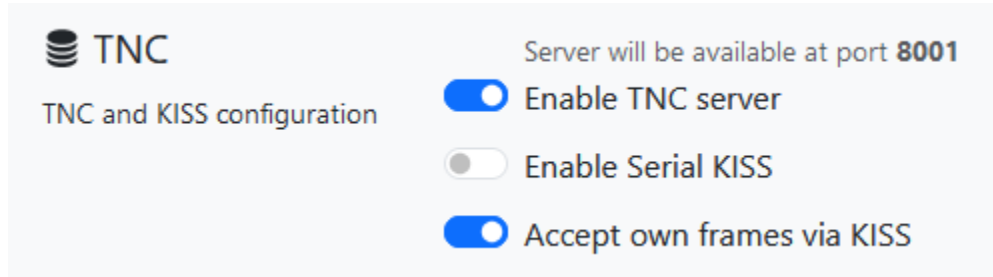 TNC
TNC and KISS configuration
Server will be available at port 8001
Enable TNC server
Enable Serial KISS
Accept own frames via KISS